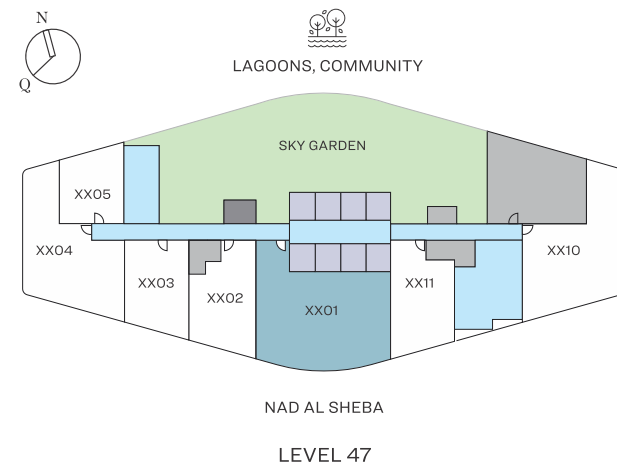 N
Q
LAGOONS, COMMUNITY
SKY GARDEN
XX05
XX04
XX10
XX03
XX11
XX02
XX01
NAD AL SHEBA
LEVEL 47